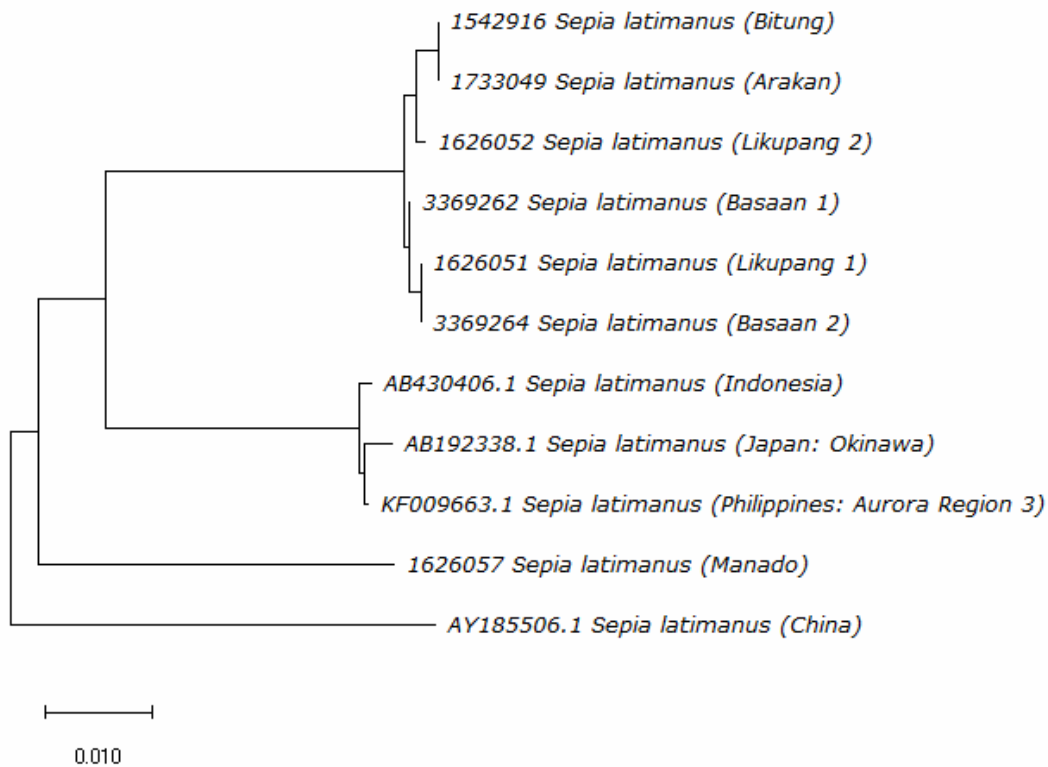 1542916 Sepia latimanus (Bitung)
1733049 Sepia latimanus (Arakan)
1626052 Sepia latimanus (Likupang 2)
3369262 Sepia latimanus (Basaan 1)
1626051 Sepia latimanus (Likupang 1)
3369264 Sepia latimanus (Basaan 2)
AB430406.1 Sepia latimanus (Indonesia)
AB192338.1 Sepia latimanus (Japan: Okinawa)
KF009663.1 Sepia latimanus (Philippines: Aurora Region 3)
1626057 Sepia latimanus (Manado)
AY185506.1 Sepia latimanus (China)
0.010